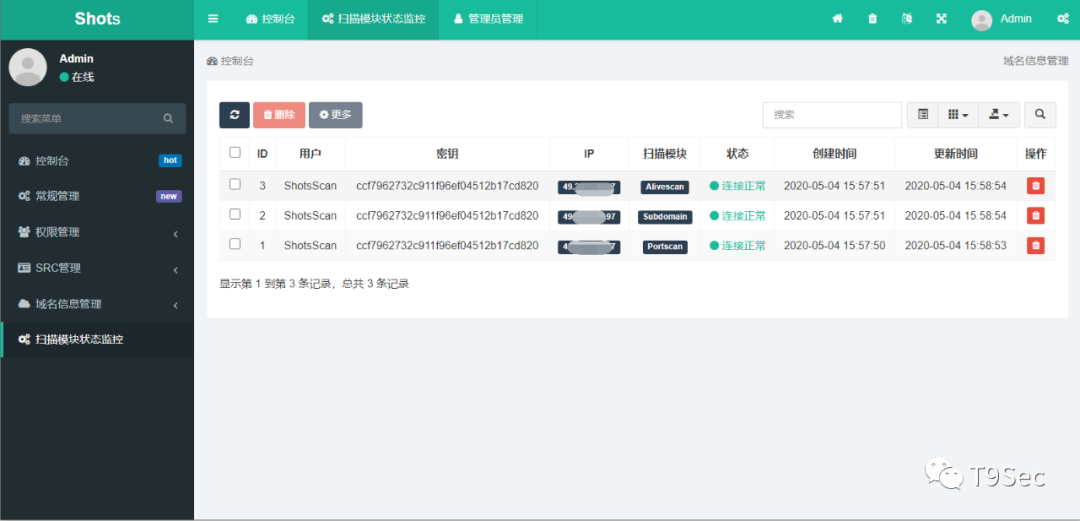 Shots
控制台 扫描模块状态监控 管理员管理 Admin
Admin
在线
搜索菜单
控制台 hot
常规管理 new
权限管理
SRC管理
域名信息管理
扫描模块状态监控
控制台 域名信息管理
删除 更多 搜索
ID 用户 密钥 IP 扫描模块 状态 创建时间 更新时间 操作
3 ShotsScan ccf7962732c911f96ef04512b17cd820 49. 7 Alivescan 连接正常 2020-05-04 15:57:51 2020-05-04 15:58:54
2 ShotsScan ccf7962732c911f96ef04512b17cd820 49 97 Subdomain 连接正常 2020-05-04 15:57:51 2020-05-04 15:58:54
1 ShotsScan ccf7962732c911f96ef04512b17cd820 4 Portscan 连接正常 2020-05-04 15:57:50 2020-05-04 15:58:53
显示第 1 到第 3 条记录，总共 3 条记录
T9Sec